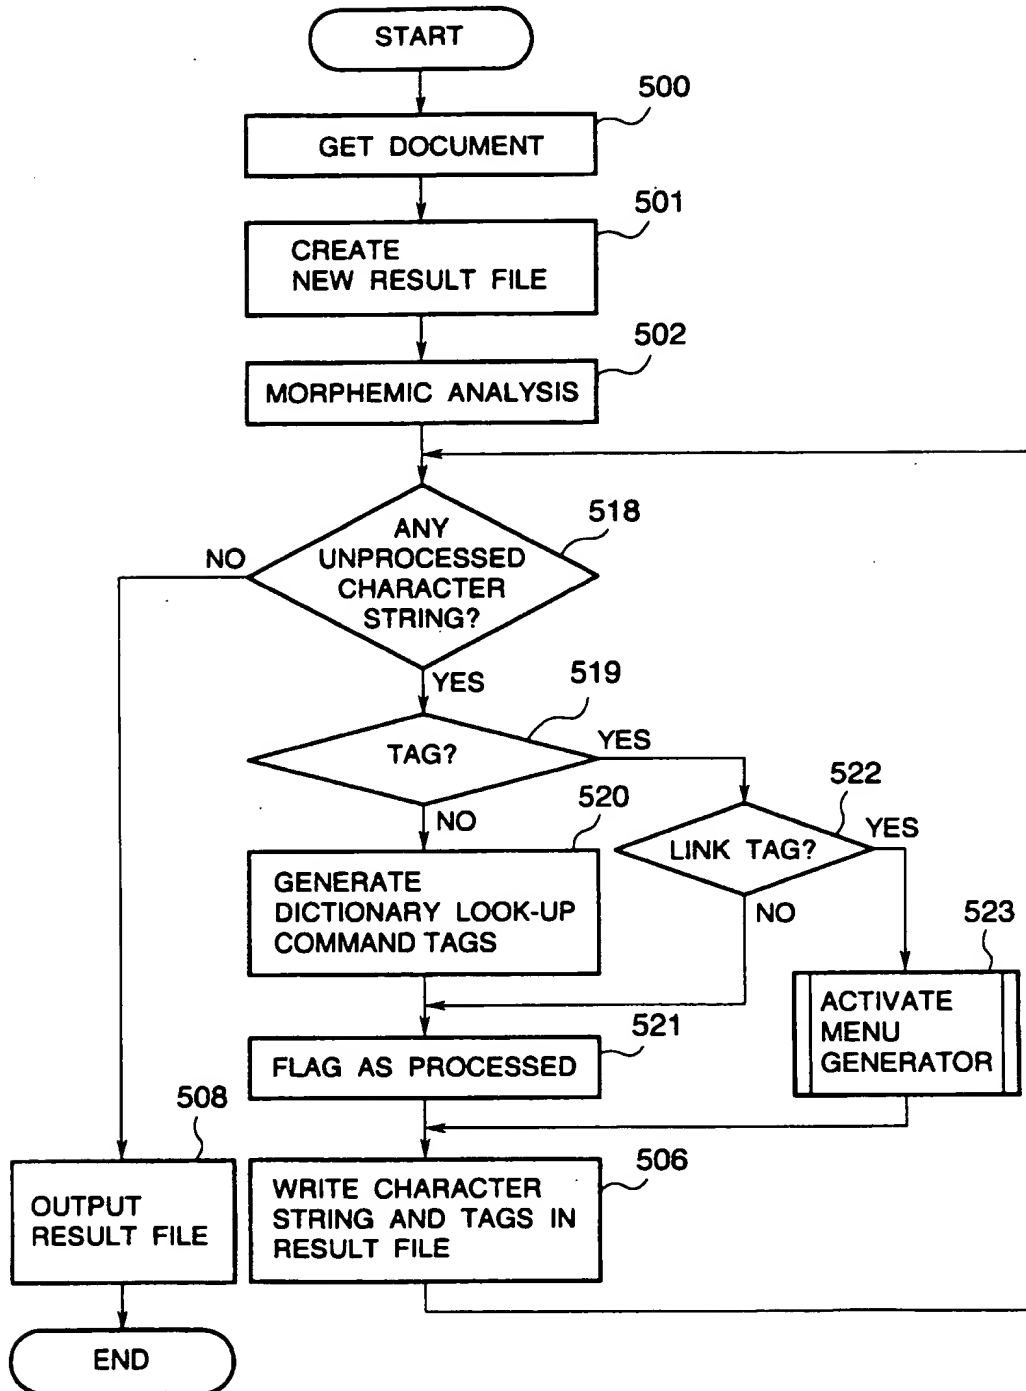 START
500
GET DOCUMENT
501
CREATE
NEW RESULT FILE
502
MORPHEMIC ANALYSIS
518
ANY
UNPROCESSED
CHARACTER
STRING?
NO
YES
519
TAG?
YES
NO
522
LINK TAG?
YES
NO
520
GENERATE
DICTIONARY LOOK-UP
COMMAND TAGS
523
ACTIVATE
MENU
GENERATOR
521
FLAG AS PROCESSED
508
OUTPUT
RESULT FILE
506
WRITE CHARACTER
STRING AND TAGS IN
RESULT FILE
END